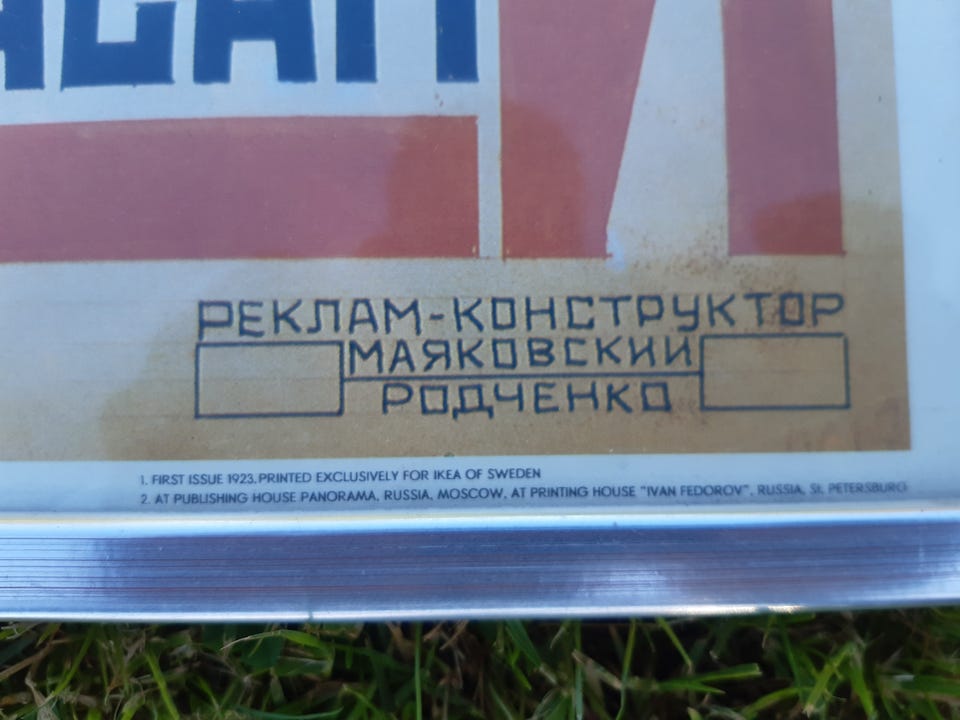 РЕКЛАМ-КОНСТРУКТОР
МАЯКОВСКИИ
РОДЧЕНКО
1. FIRST ISSUE 1923. PRINTED EXCLUSIVELY FOR IKEA OF SWEDEN
2. AT PUBLISHING HOUSE PANORAMA, RUSSIA, MOSCOW, AT PRINTING HOUSE "IVAN FEDOROV", RUSSIA, St. PETERSBURG